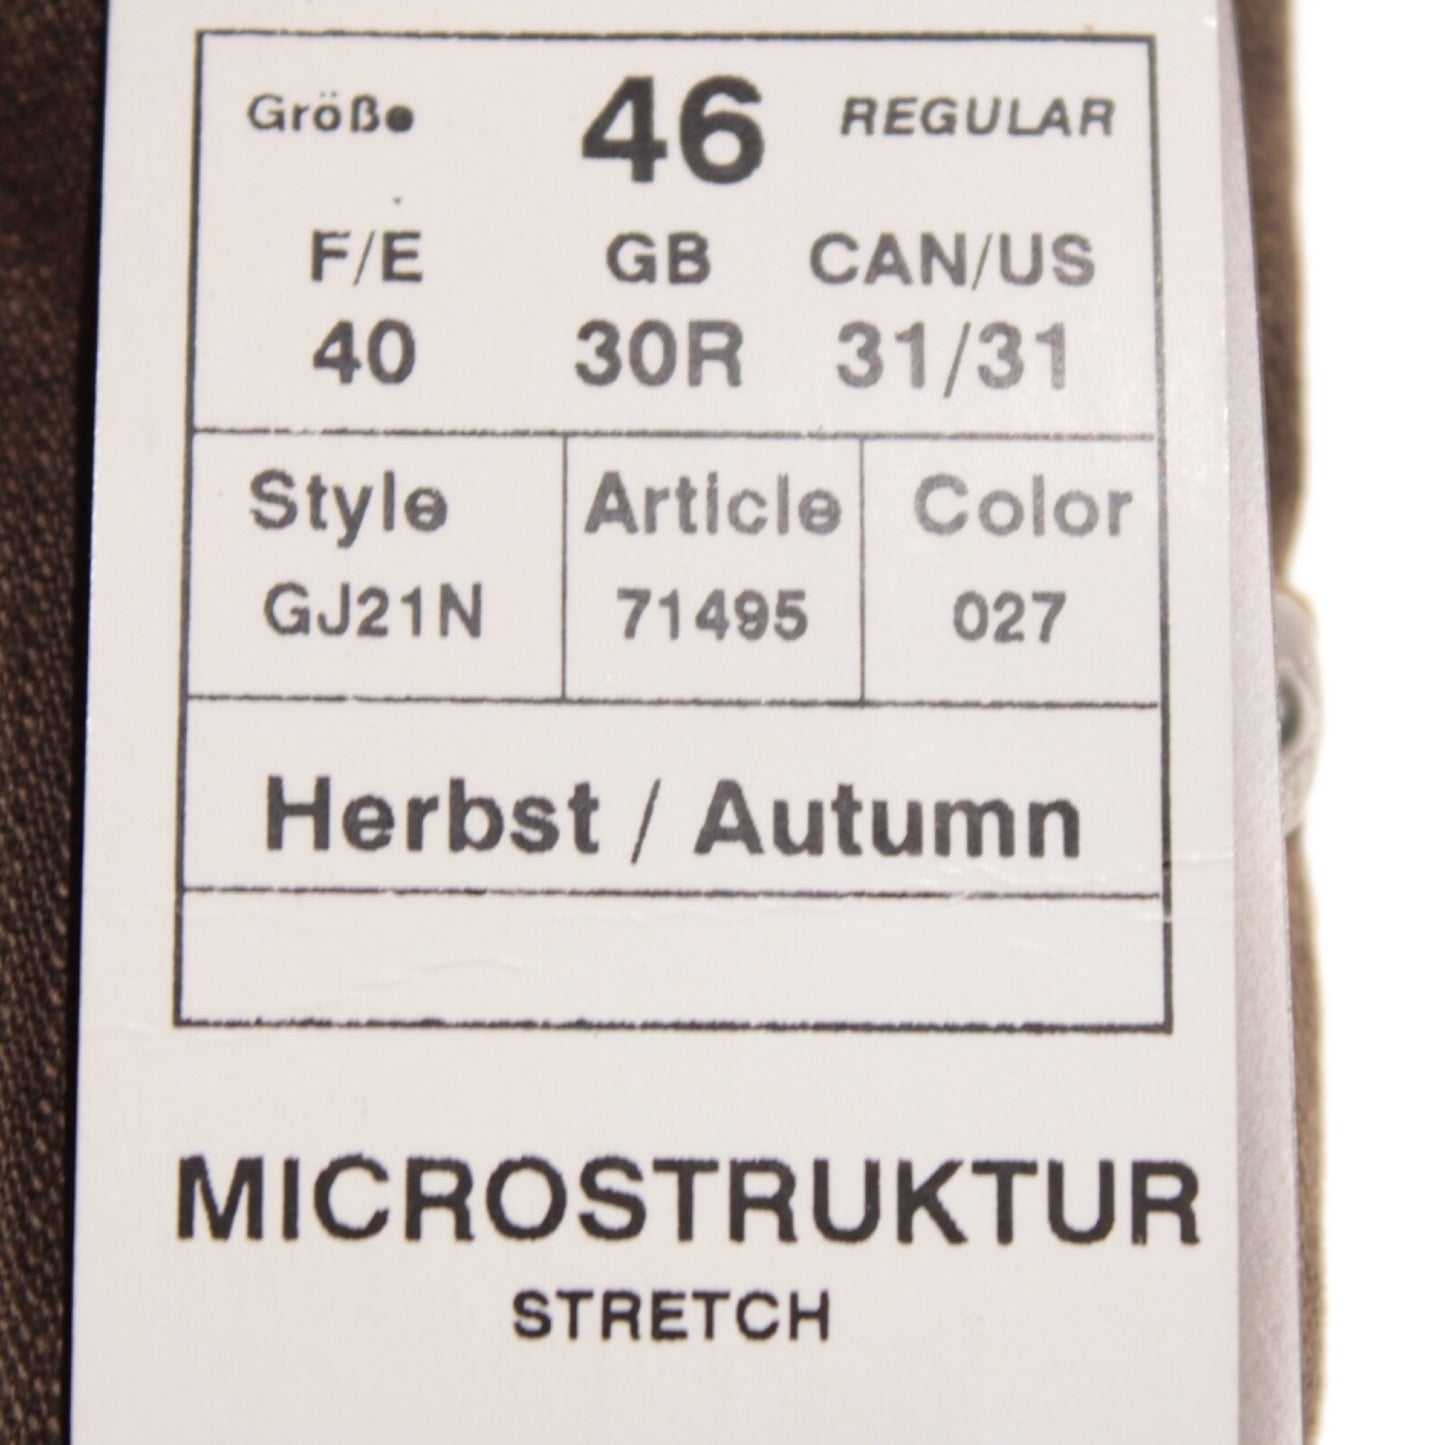 Größe 46 REGULAR
F/E GB CAN/US
40 30R 31/31
Style Article Color
GJ21N 71495 027
Herbst / Autumn
MICROSTRUKTUR
STRETCH